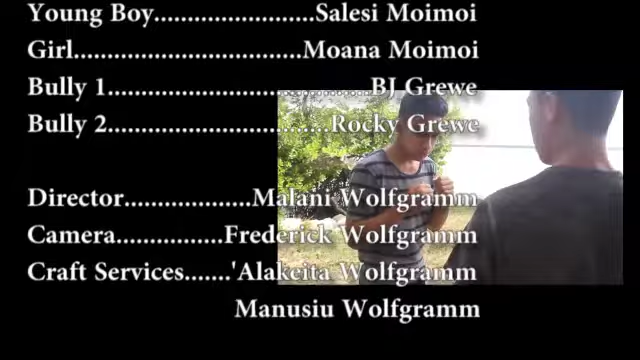 Young Boy..........................Salesi Moimoi
Girl.....................................Moana Moimoi
Bully 1...........................................BJ Grewe
Bully 2....................................Rocky Grewe
Director....................Malani Wolfgramm
Camera.................Frederick Wolfgramm
Craft Services.......'Alakeita Wolfgramm
Manusiu Wolfgramm